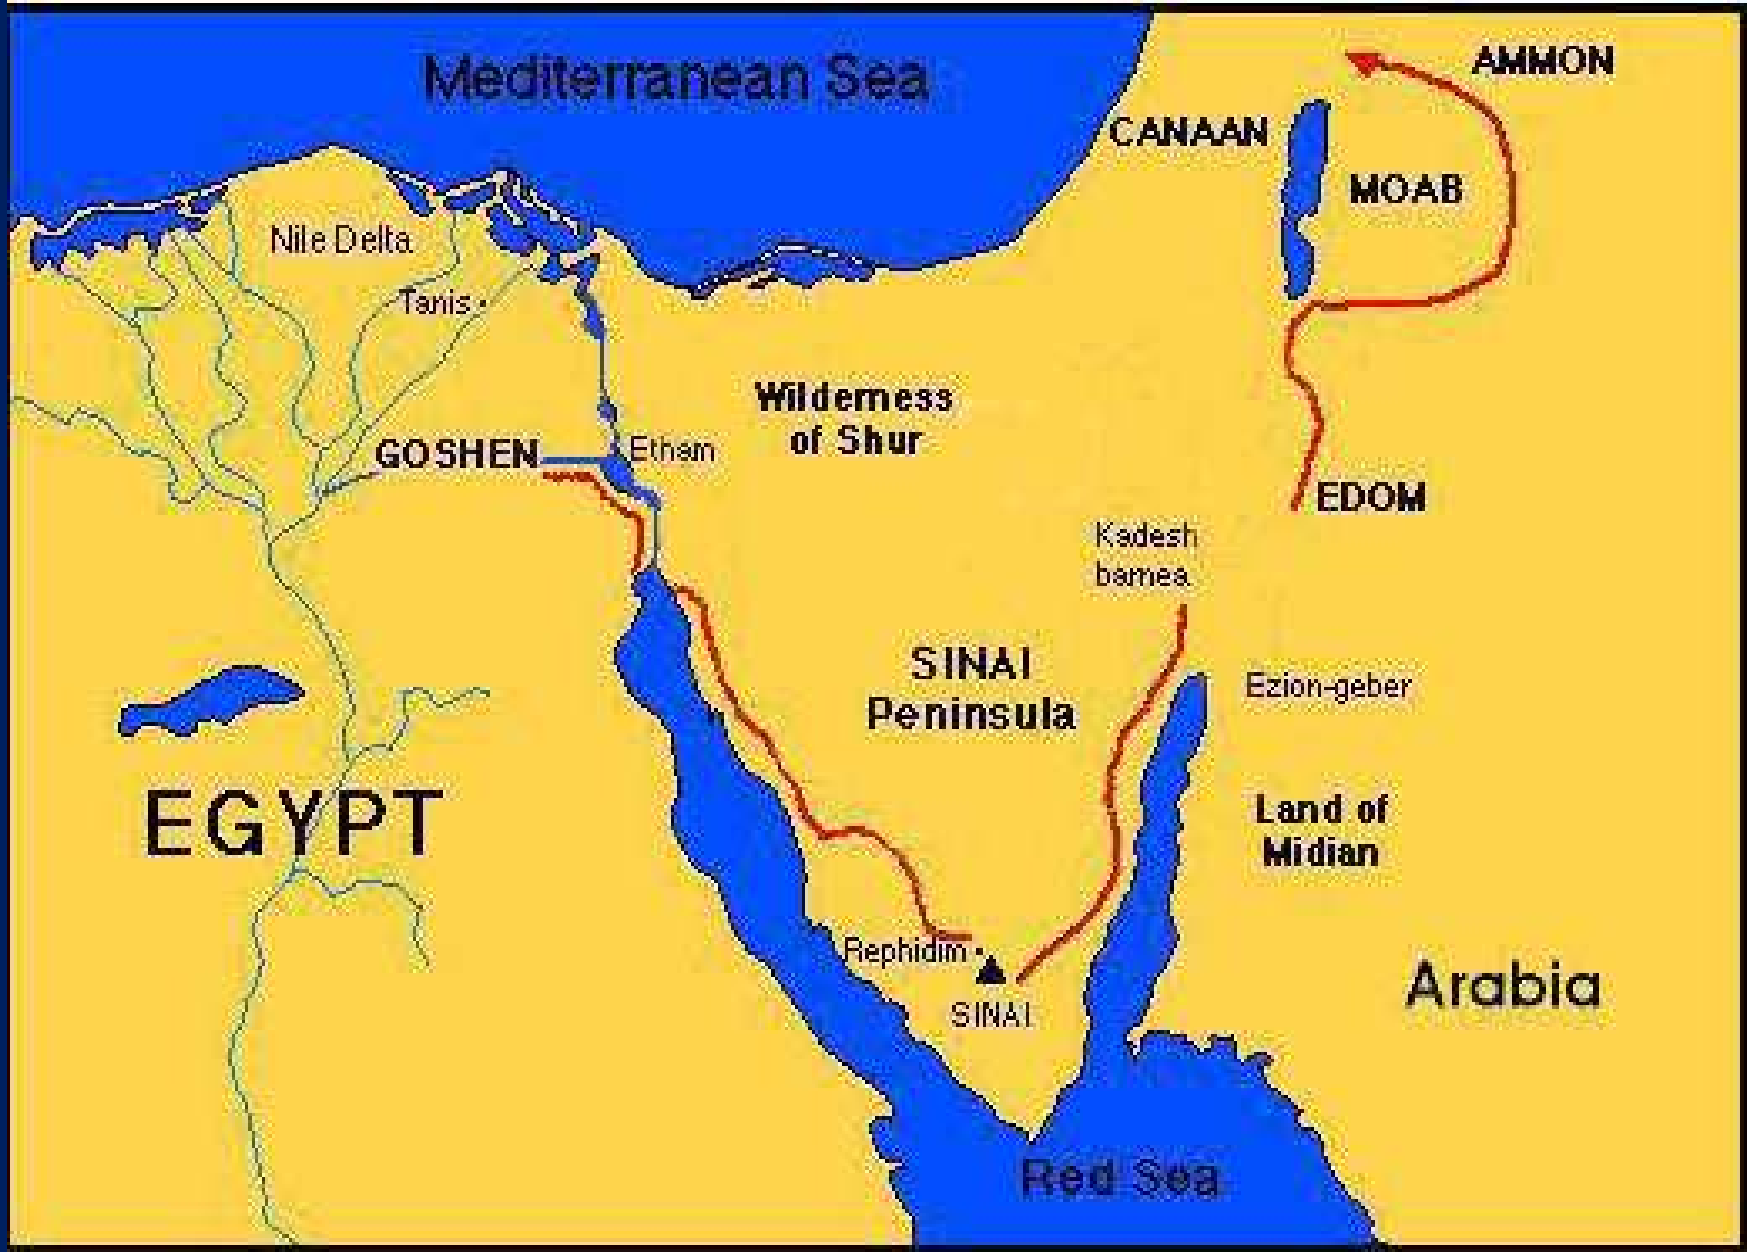 Mediterranean Sea
AMMON
CANAAN
MOAB
Nile Delta
Tanis
Wilderness
of Shur
GOSHEN
Etham
EDOM
Kadesh
barnea
SINAI
Peninsula
Ezion-geber
EGYPT
Land of
Midian
Rephidim
Arabia
SINAI
Red Sea